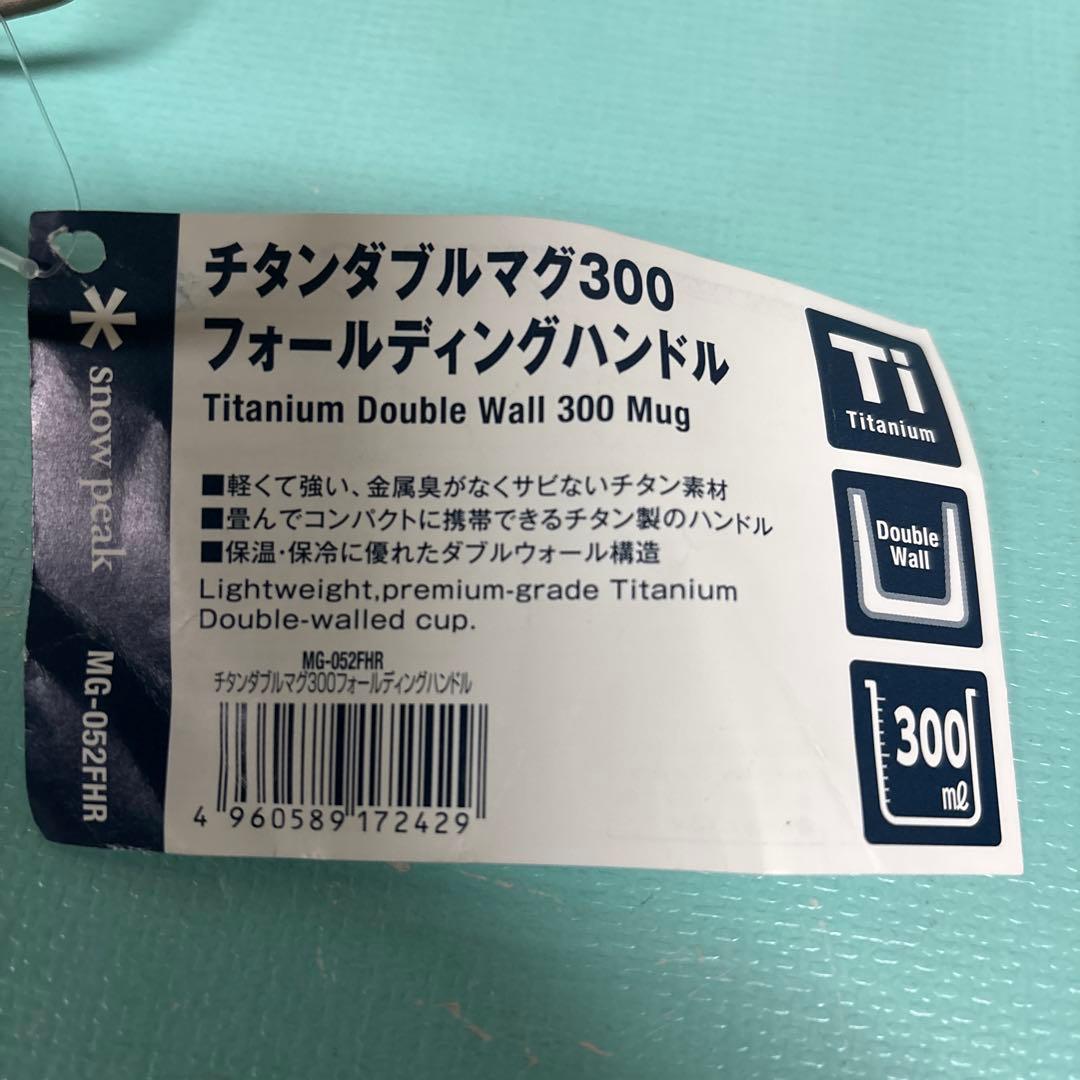 snow peak
MG-052FHR
チタンダブルマグ300
フォールディングハンドル
Titanium Double Wall 300 Mug
■軽くて強い、金属臭がなくサビないチタン素材
■畳んでコンパクトに携帯できるチタン製のハンドル
■保温・保冷に優れたダブルウォール構造
Lightweight,premium-grade Titanium
Double-walled cup.
MG-052FHR
チタンダブルマグ300フォールディングハンドル
4 960589 172429
Ti
Titanium
Double
Wall
300
mℓ